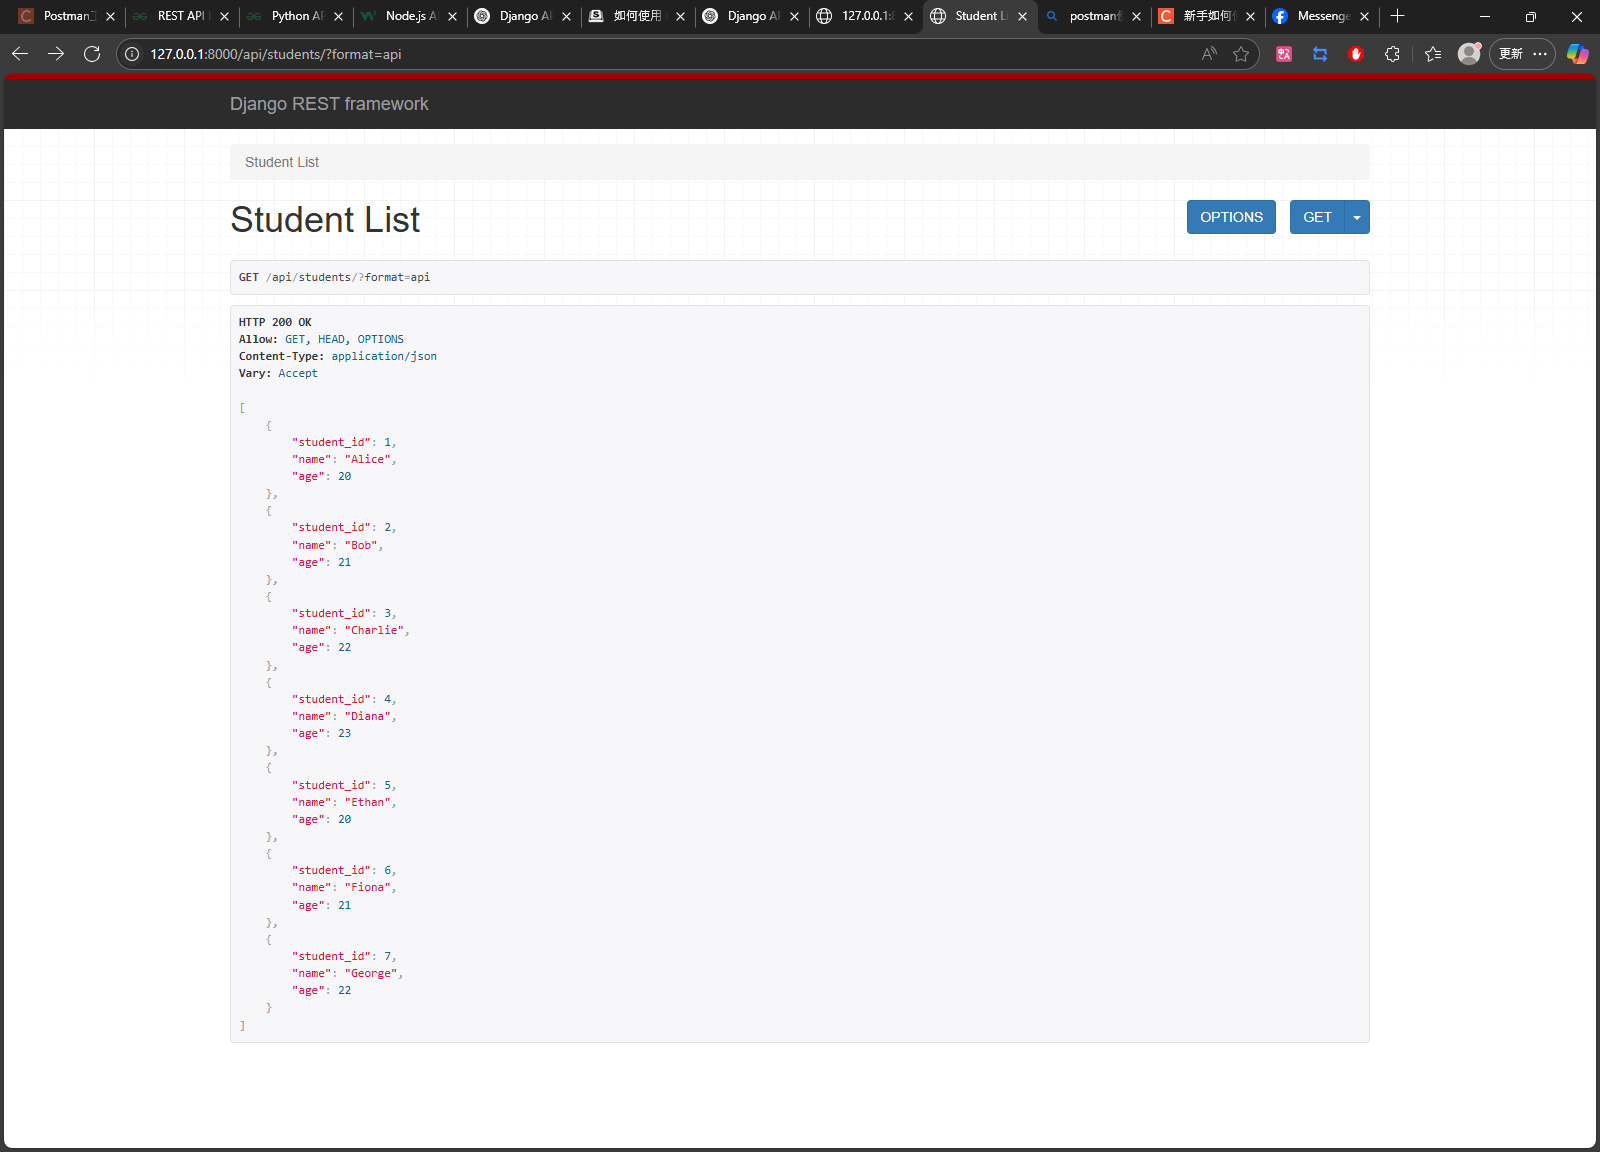 Postman
REST API
Python AP
Node.js A
Django AP
如何使用
Django AP
127.0.0.1:8
Student Li
postman
新手如何
Messenge
127.0.0.1:8000/api/students/?format=api
更新
Django REST framework
Student List
Student List
OPTIONS
GET
GET /api/students/?format=api
HTTP 200 OK
Allow: GET, HEAD, OPTIONS
Content-Type: application/json
Vary: Accept
[
{
"student_id": 1,
"name": "Alice",
"age": 20
},
{
"student_id": 2,
"name": "Bob",
"age": 21
},
{
"student_id": 3,
"name": "Charlie",
"age": 22
},
{
"student_id": 4,
"name": "Diana",
"age": 23
},
{
"student_id": 5,
"name": "Ethan",
"age": 20
},
{
"student_id": 6,
"name": "Fiona",
"age": 21
},
{
"student_id": 7,
"name": "George",
"age": 22
}
]